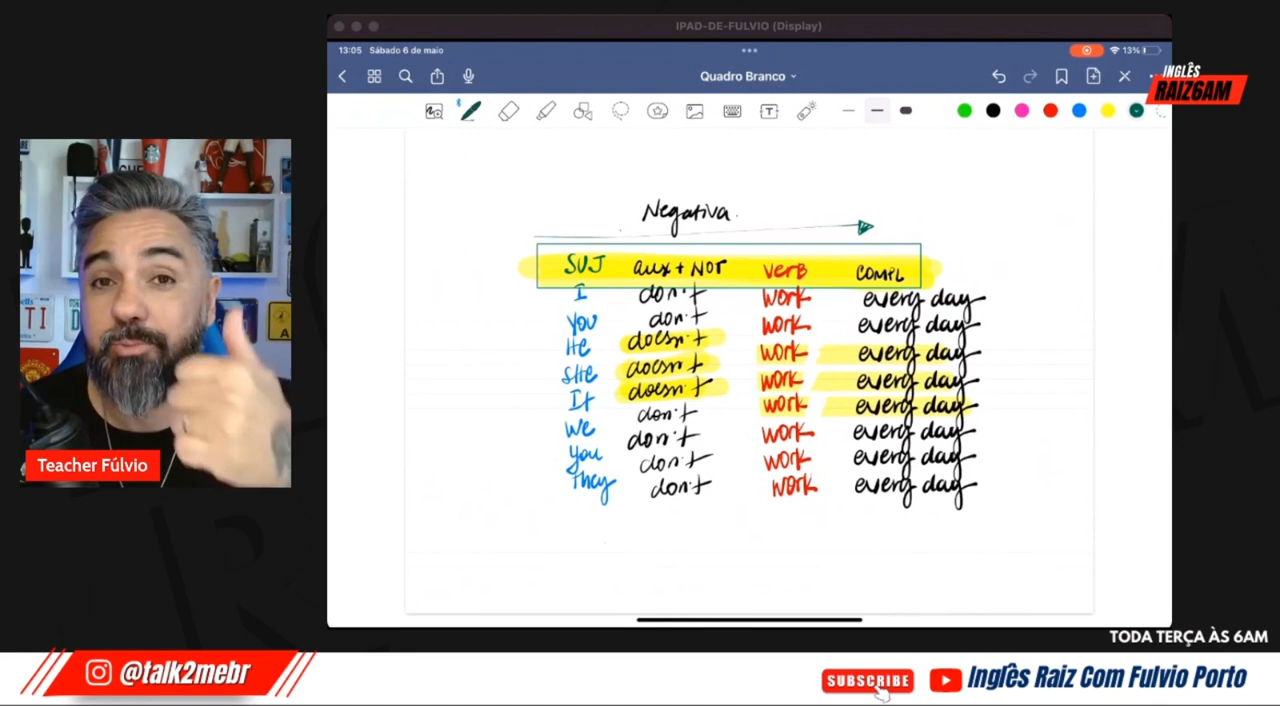 IPAD-DE-FULVIO (Display)
13:05 Sábado 6 de maio
13%
Quadro Branco
INGLÊS
RAIZ6AM
Negativa.
SUJ aux + NOT VERB COMPL
I don't work every day
You don't work every day
He doesn't work every day
She doesn't work every day
It doesn't work every day
We don't work every day
You don't work every day
They don't work every day
don't
Teacher Fúlvio
TODA TERÇA ÀS 6AM
@talk2mebr
SUBSCRIBE
Inglês Raiz Com Fulvio Porto